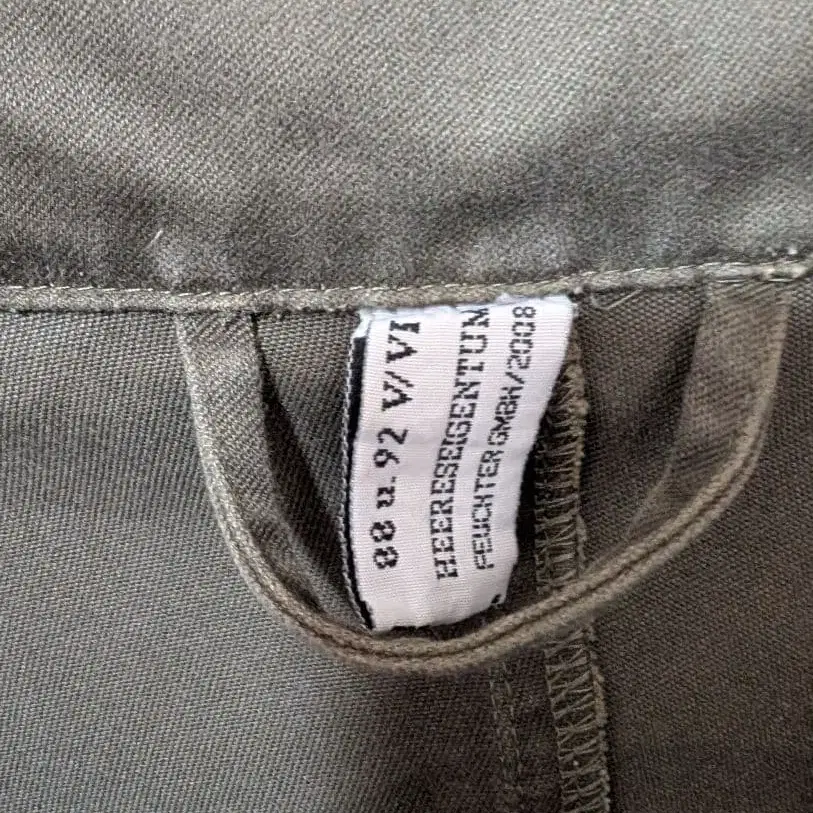 88 u. 92 V/VI
HEERESEIGENTUM
FEUCHTER GMBH/2008